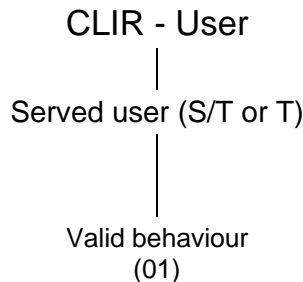 CLIR - User
Served user (S/T or T)
Valid behaviour
(01)